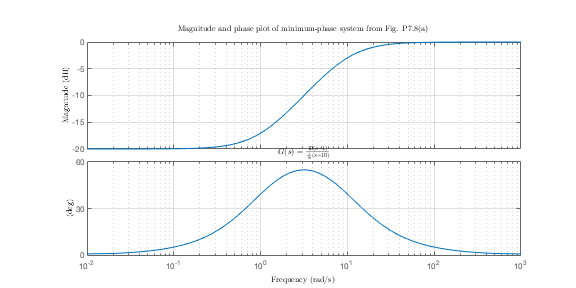 Magnitude and phase plot of minimum-phase system from Fig. P7.8(a)
Magnitude (dB)
0
-5
-10
-15
-20
G(s) =
(deg)
60
30
0
10^-2
10^-1
10^0
10^1
10^2
10^3
Frequency (rad/s)